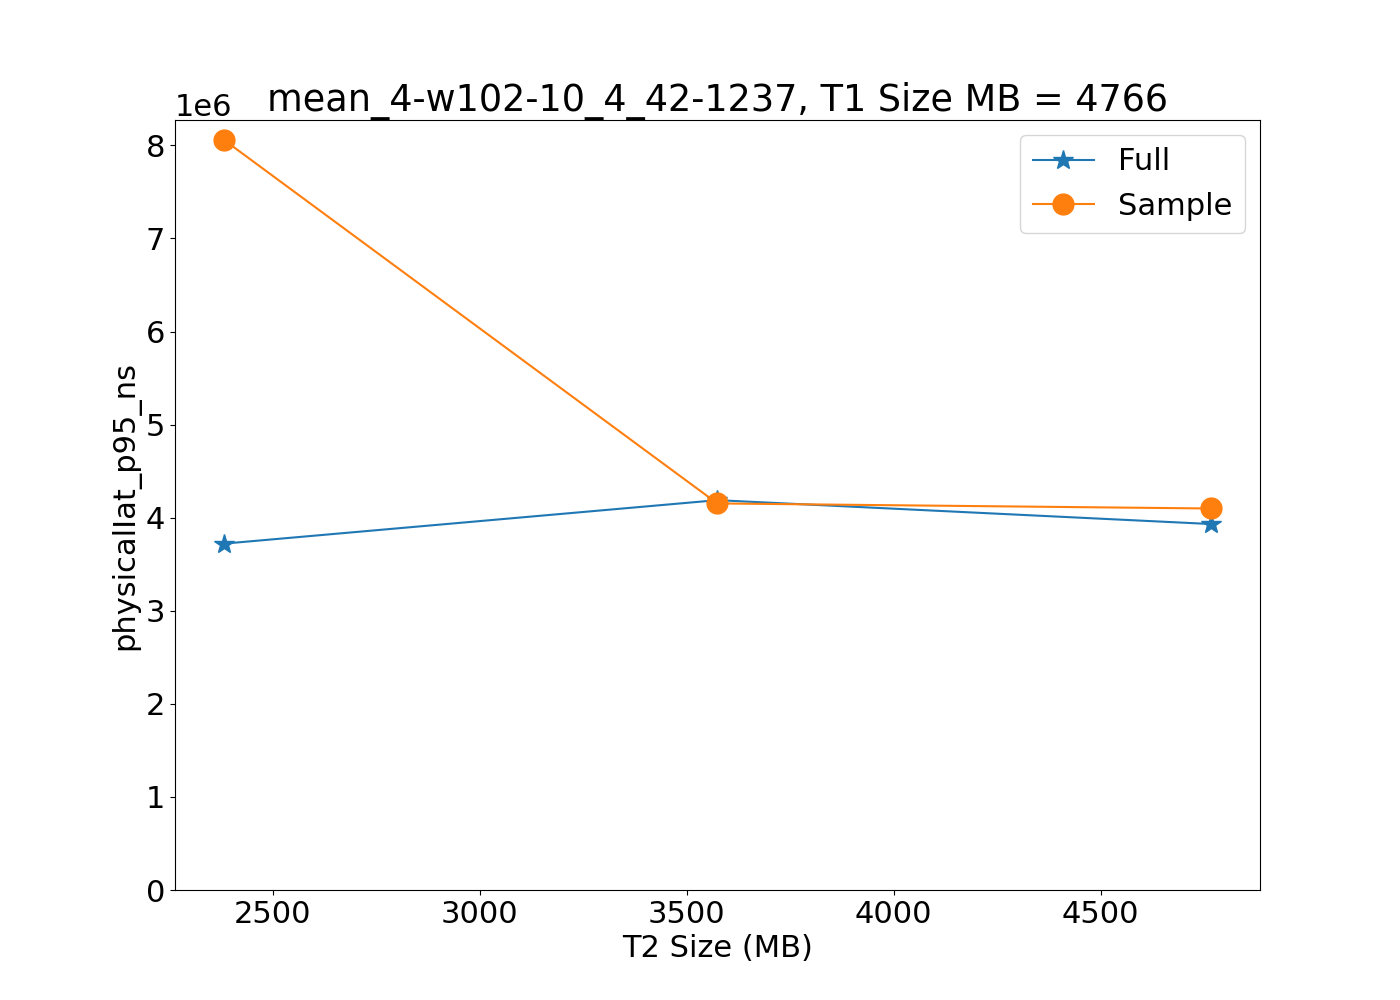 1e6
mean_4-w102-10_4_42-1237, T1 Size MB = 4766
Full
Sample
8
7
6
5
4
3
2
1
0
physicallat_p95_ns
2500 3000 3500 4000 4500
T2 Size (MB)